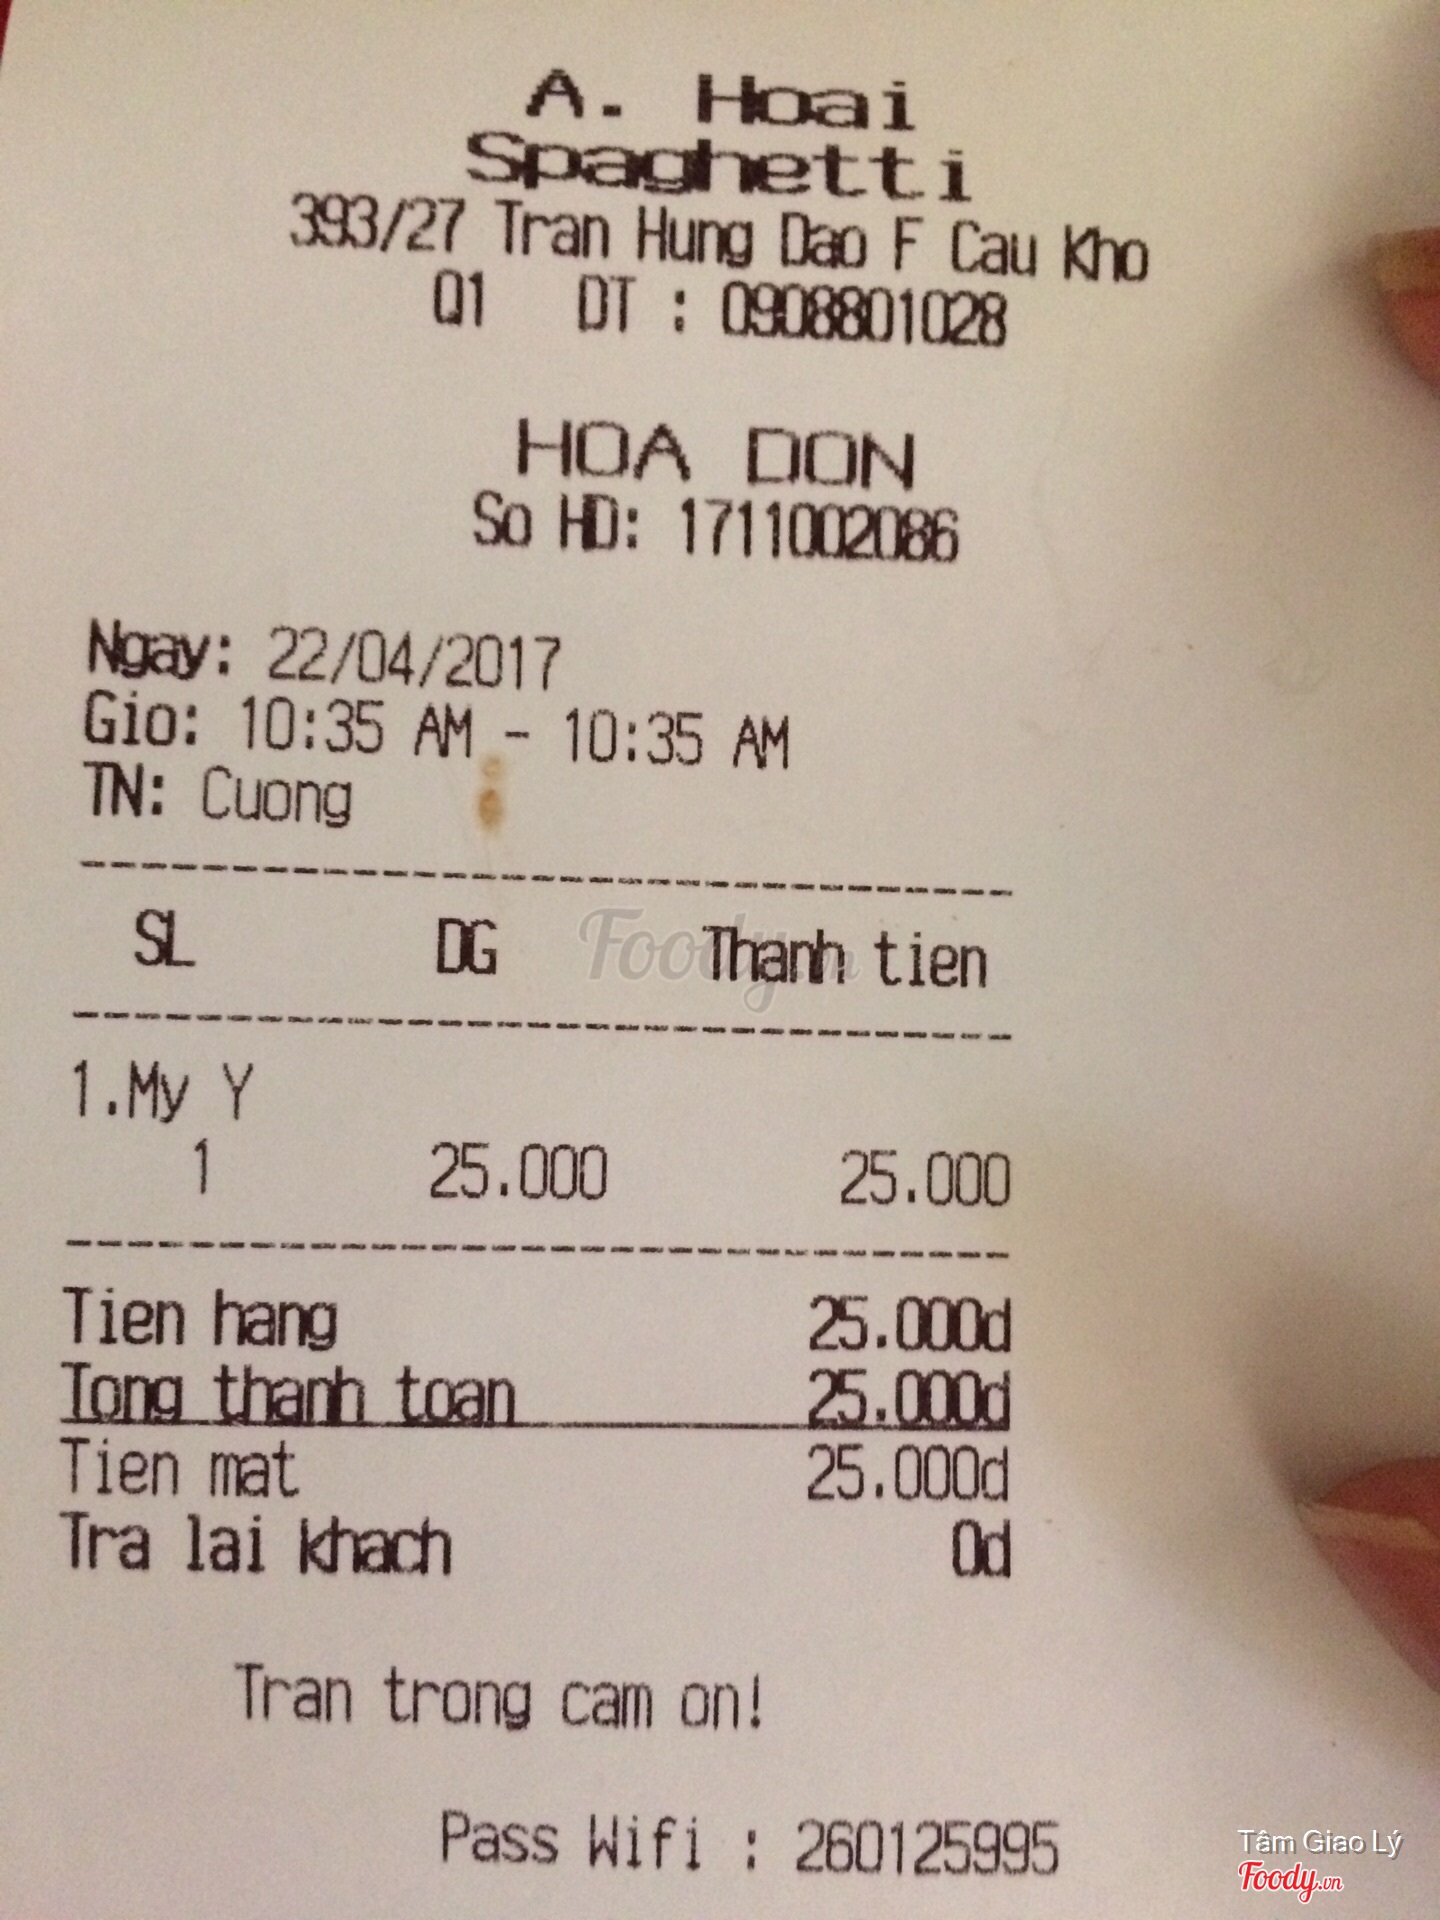 A. Hoai
Spaghetti
393/27 Tran Hung Dao F Cau Kho
Q1 DT : 0908801028
HOA DON
So HD: 1711002086
Ngay: 22/04/2017
Gio: 10:35 AM - 10:35 AM
TN: Cuong
SL DG Thanh tien
Foody.vn
1.My Y
1 25.000 25.000
Tien hang 25.000d
Tong thanh toan 25.000d
Tien mat 25.000d
Tra lai khach 0d
Tran trong cam on!
Pass Wifi : 260125995
Tâm Giao Lý
Foody.vn